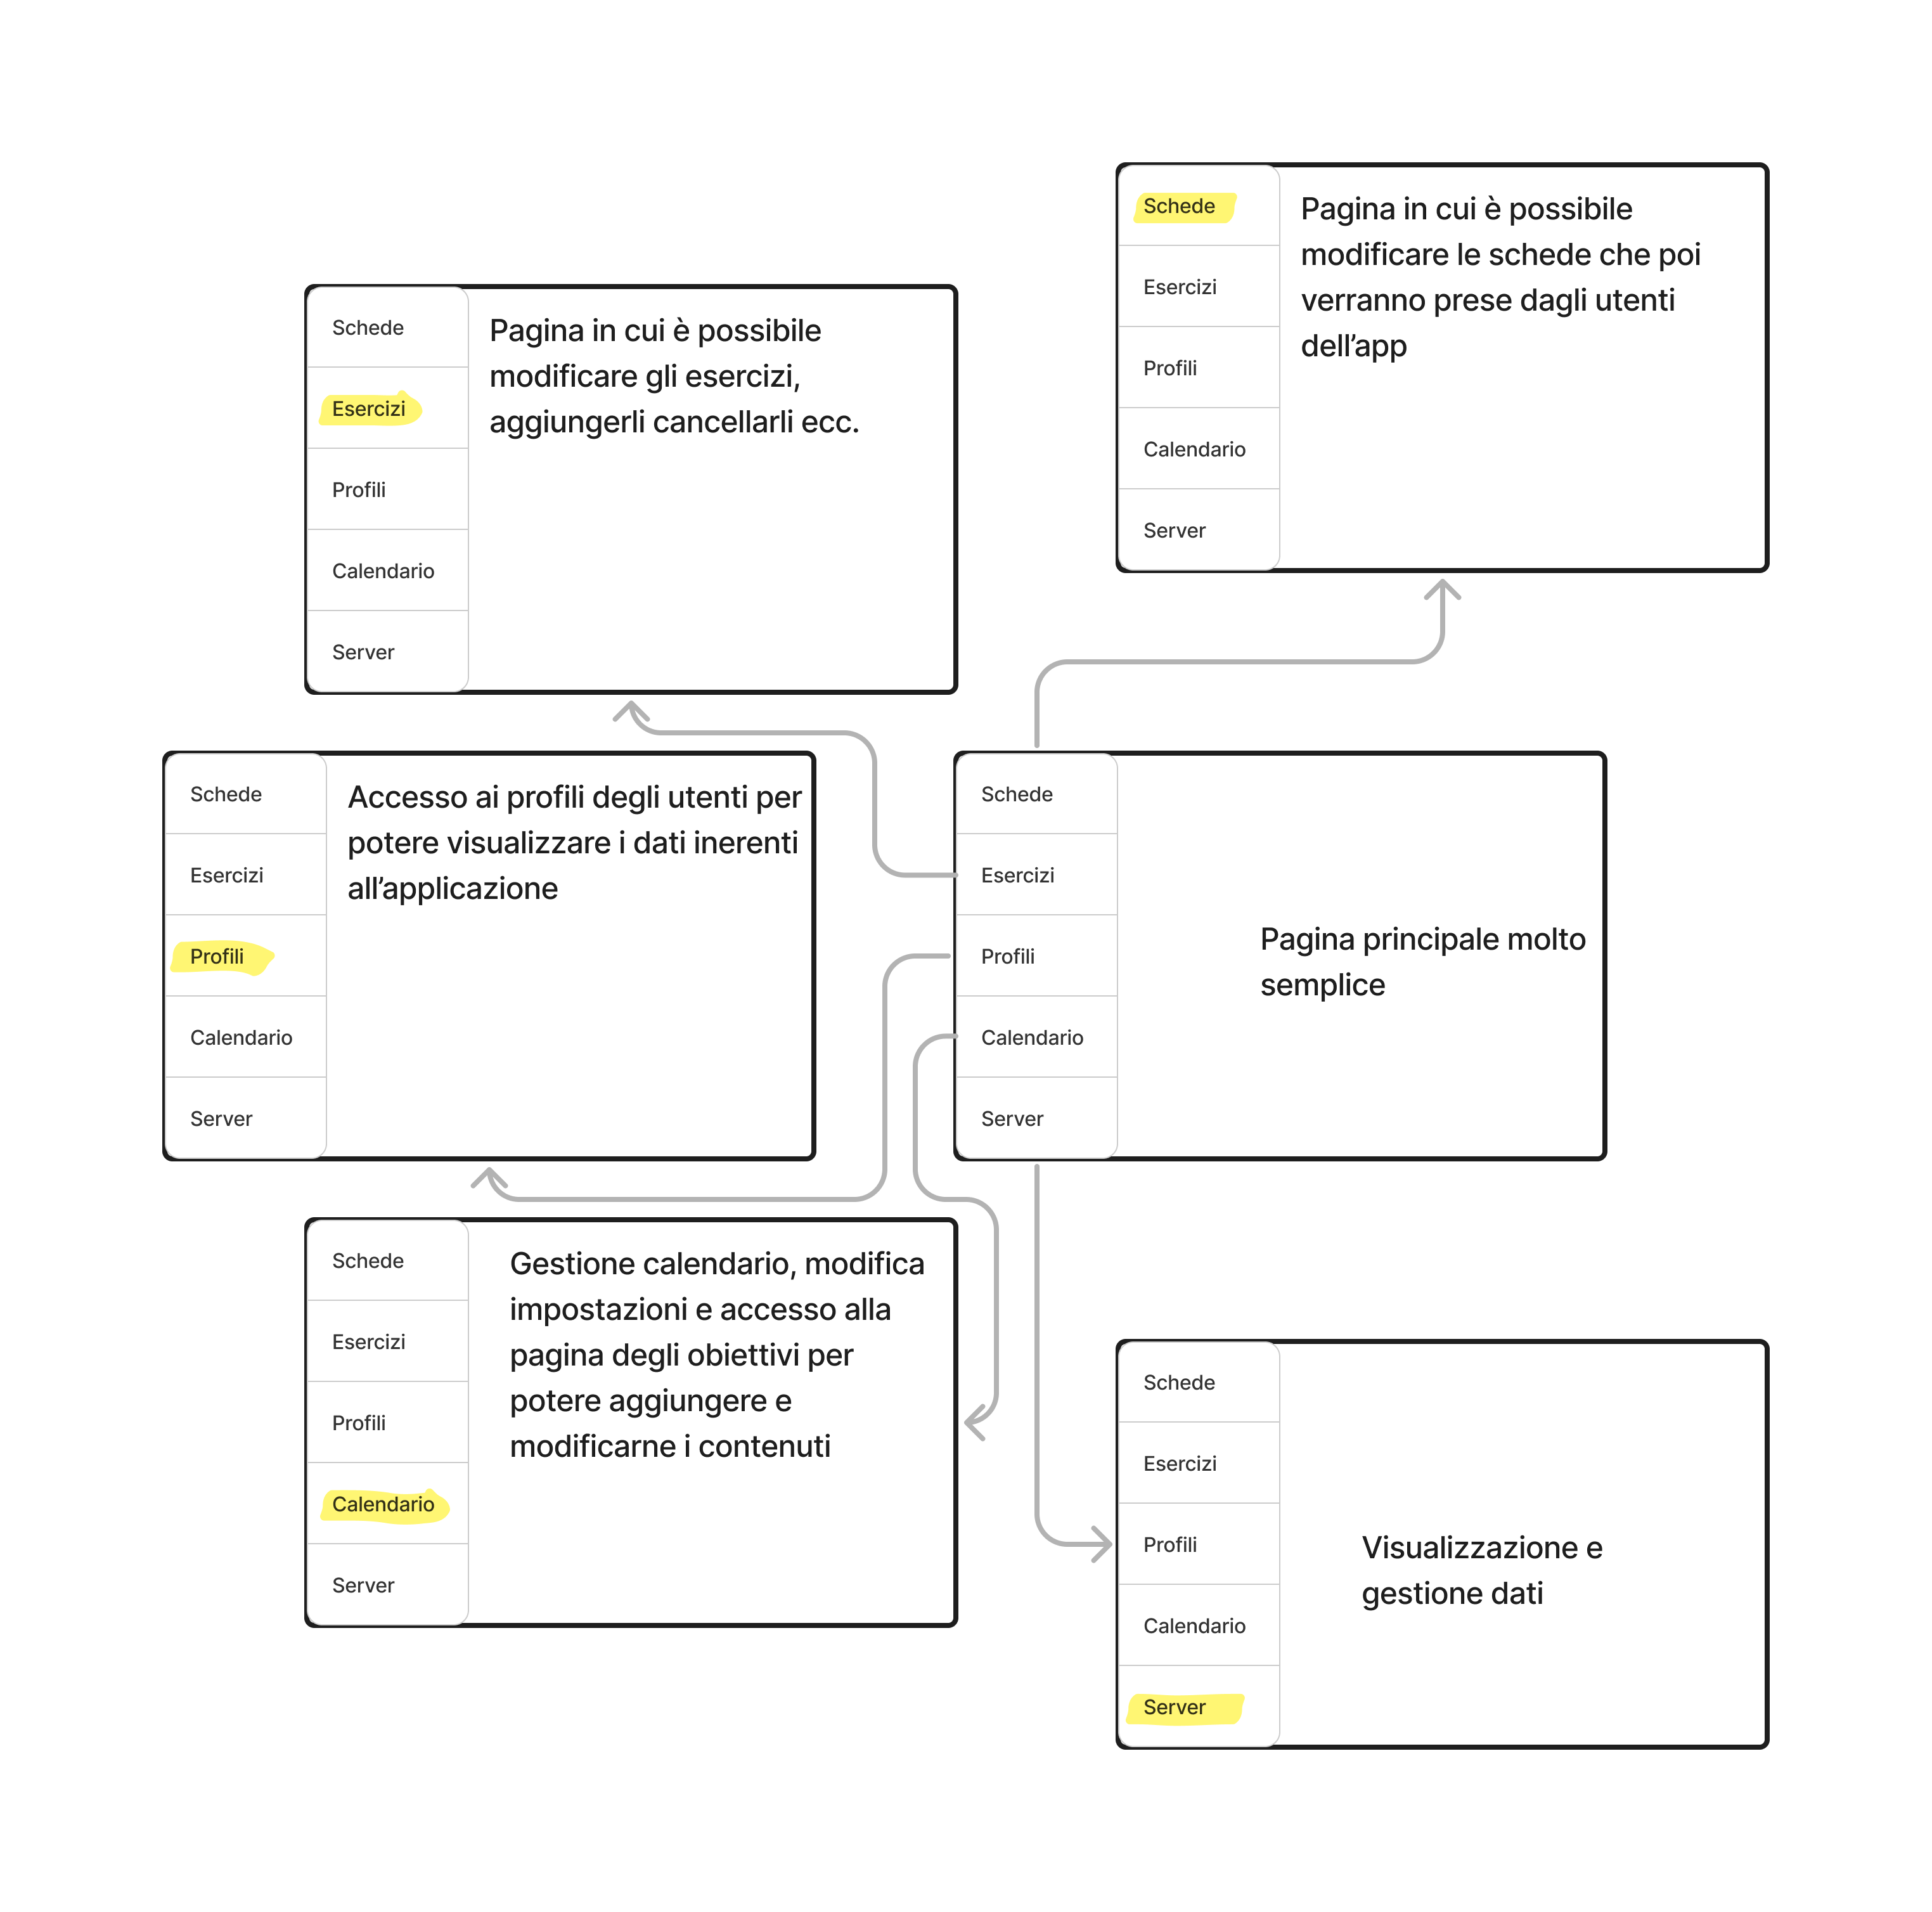 Schede
Esercizi
Profili
Calendario
Server
Pagina in cui è possibile
modificare le schede che poi
verranno prese dagli utenti
dell’app
Schede
Esercizi
Profili
Calendario
Server
Pagina in cui è possibile
modificare gli esercizi,
aggiungerli cancellarli ecc.
Schede
Esercizi
Profili
Calendario
Server
Accesso ai profili degli utenti per
potere visualizzare i dati inerenti
all’applicazione
Schede
Esercizi
Profili
Calendario
Server
Pagina principale molto
semplice
Schede
Esercizi
Profili
Calendario
Server
Gestione calendario, modifica
impostazioni e accesso alla
pagina degli obiettivi per
potere aggiungere e
modificarne i contenuti
Schede
Esercizi
Profili
Calendario
Server
Visualizzazione e
gestione dati